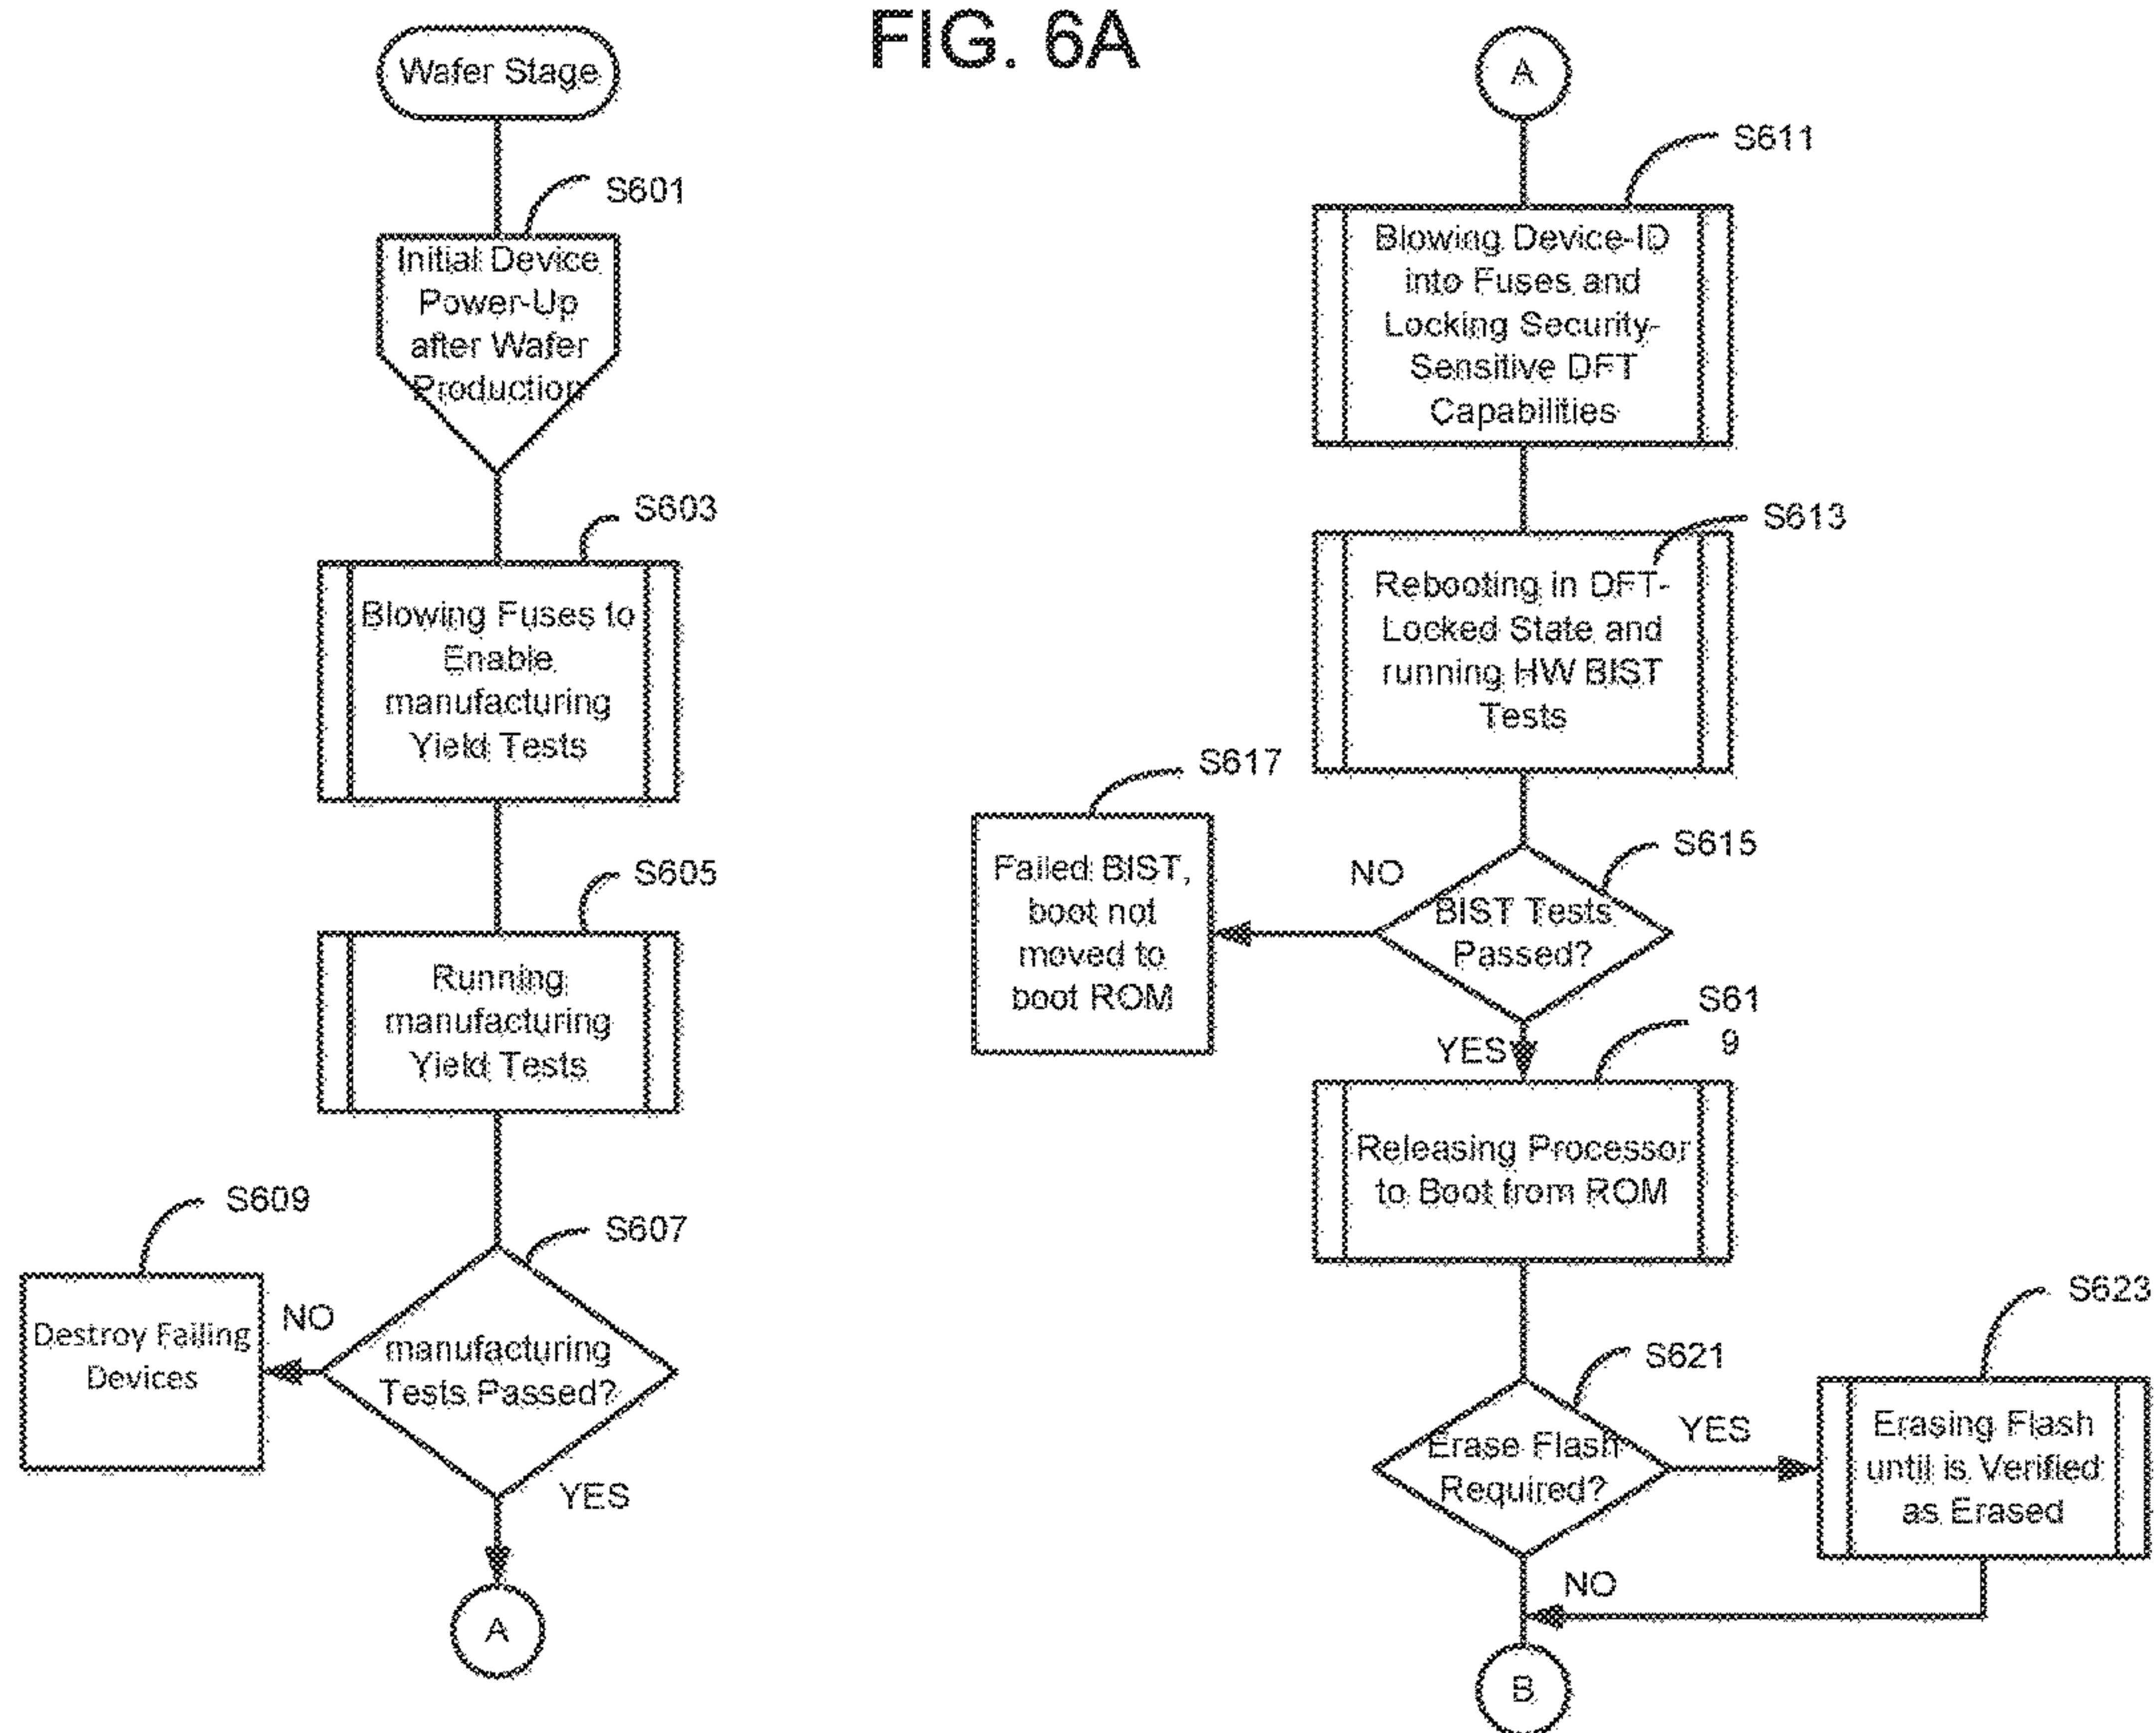 FIG. 6A
Wafer Stage
S601
Initial Device
Power-Up
after Wafer
Production
S603
Blowing Fuses to
Enable
manufacturing
Yield Tests
S605
Running
manufacturing
Yield Tests
S607
manufacturing
Tests Passed?
NO
S609
Destroy Failing
Devices
YES
A
A
S611
Blowing Device-ID
into Fuses and
Locking Security-
Sensitive DFT
Capabilities
S613
Rebooting in DFT-
Locked State and
running HW BIST
Tests
S615
BIST Tests
Passed?
NO
S617
Failed BIST,
boot not
moved to
boot ROM
YES
S61
9
Releasing Processor
to Boot from ROM
S621
Erase Flash
Required?
YES
S623
Erasing Flash
until is Verified
as Erased
NO
B